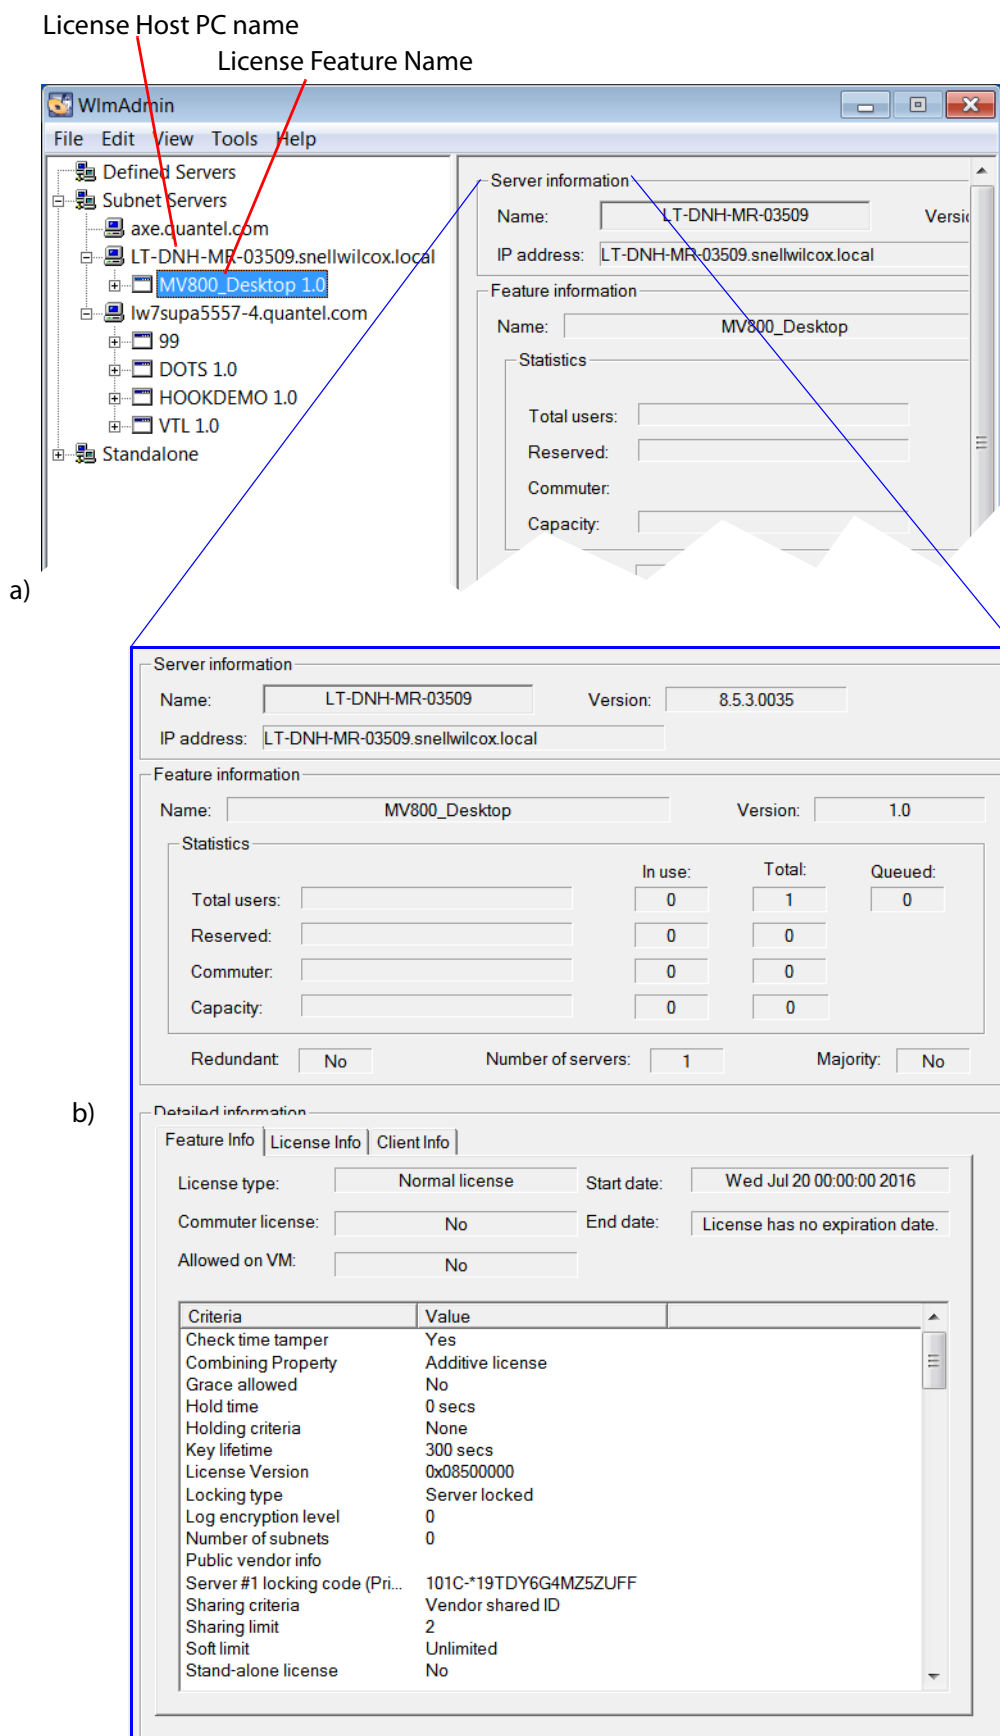 License Host PC name
License Feature Name
WlmAdmin
File Edit View Tools Help
Defined Servers
Subnet Servers
axe.quantel.com
LT-DNH-MR-03509.snellwilcox.local
MV800_Desktop 1.0
lw7supa5557-4.quantel.com
99
DOTS 1.0
HOOKDEMO 1.0
VTL 1.0
Standalone
Server information
Name: LT-DNH-MR-03509 Versic
IP address: LT-DNH-MR-03509.snellwilcox.local
Feature information
Name: MV800_Desktop
Statistics
Total users:
Reserved:
Commuter:
Capacity:
a)
Server information
Name: LT-DNH-MR-03509 Version: 8.5.3.0035
IP address: LT-DNH-MR-03509.snellwilcox.local
Feature information
Name: MV800_Desktop Version: 1.0
Statistics
In use: Total: Queued:
Total users: 0 1 0
Reserved: 0 0
Commuter: 0 0
Capacity: 0 0
Redundant No Number of servers: 1 Majority: No
b)
Detailed information
Feature Info License Info Client Info
License type: Normal license Start date: Wed Jul 20 00:00:00 2016
Commuter license: No End date: License has no expiration date.
Allowed on VM: No
Criteria Value
Check time tamper Yes
Combining Property Additive license
Grace allowed No
Hold time 0 secs
Holding criteria None
Key lifetime 300 secs
License Version 0x08500000
Locking type Server locked
Log encryption level 0
Number of subnets 0
Public vendor info
Server #1 locking code (Pri... 101C-*19TDY6G4MZ5ZUFF
Sharing criteria Vendor shared ID
Sharing limit 2
Soft limit Unlimited
Stand-alone license No